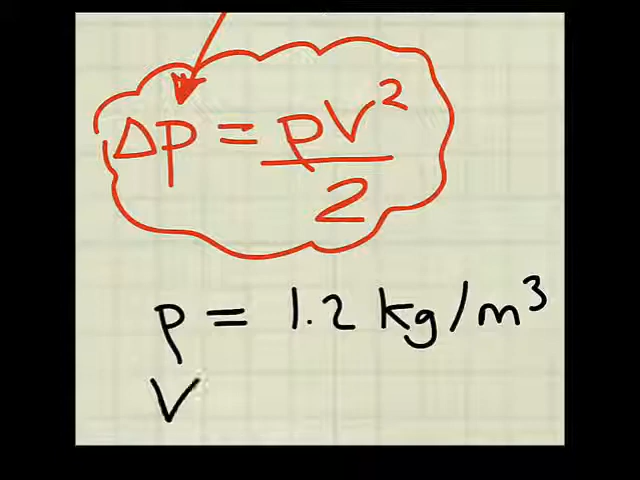 Δp = ρV²/2
ρ = 1.2 kg/m³
V